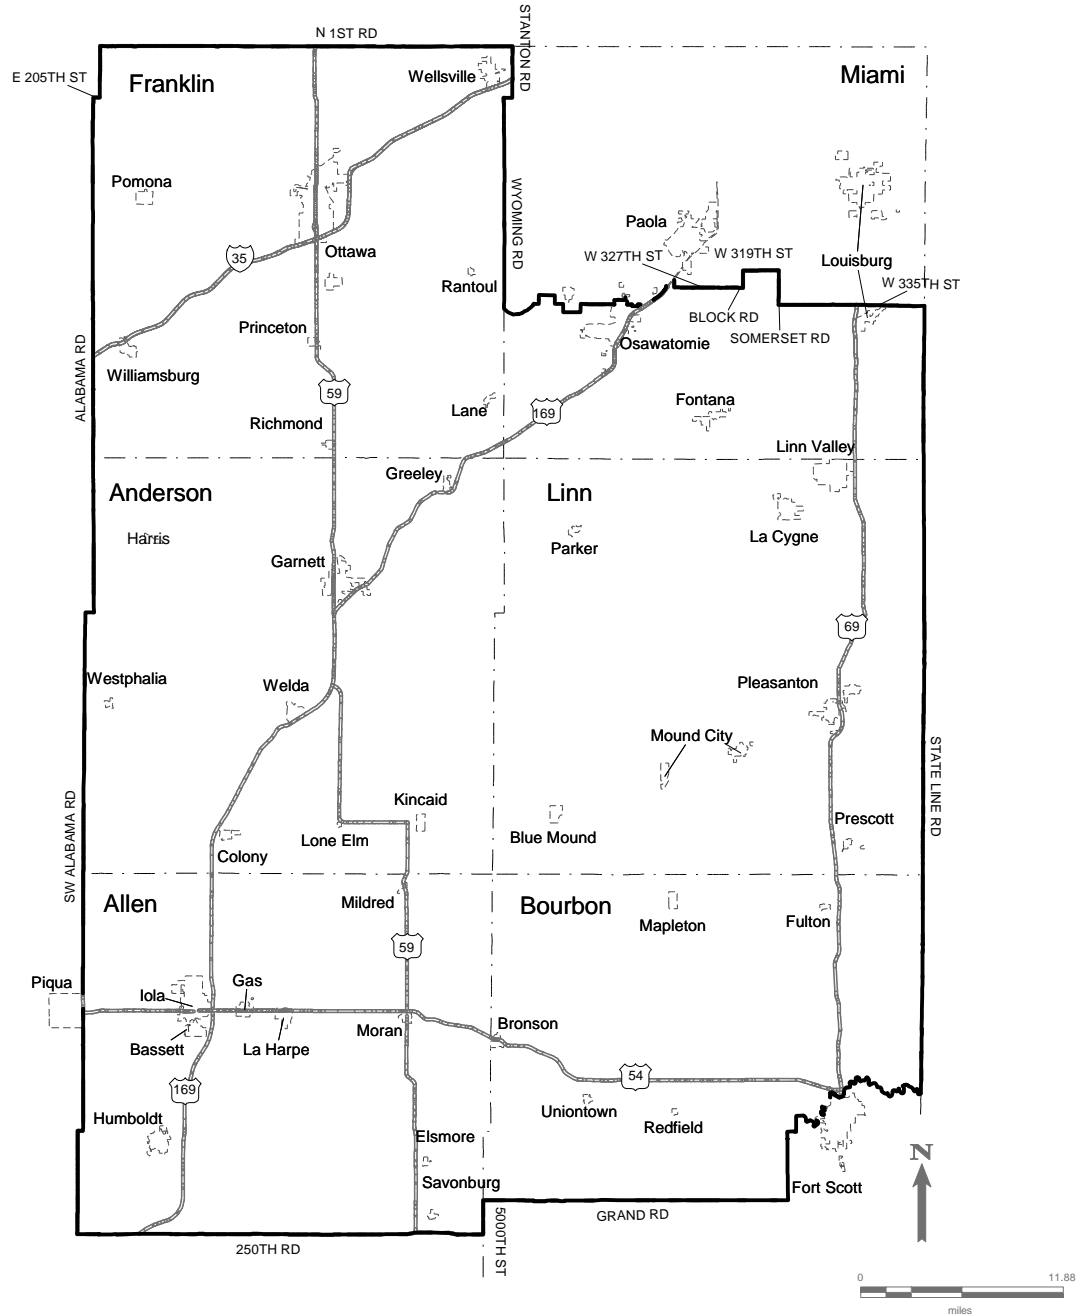 N 1ST RD
STANTON RD
E 205TH ST
Franklin
Wellsville
Miami
Pomona
WYOMING RD
Paola
35
Ottawa
W 327TH ST
W 319TH ST
Louisburg
Rantoul
W 335TH ST
BLOCK RD
SOMERSET RD
Princeton
Osawatomie
ALABAMA RD
Williamsburg
59
Lane
169
Fontana
Richmond
Linn Valley
Greeley
Anderson
Linn
Harris
Parker
La Cygne
Garnett
69
Westphalia
Welda
Pleasanton
Mound City
STATE LINE RD
SW ALABAMA RD
Kincaid
Lone Elm
Blue Mound
Prescott
Colony
Allen
Mildred
Bourbon
Mapleton
Fulton
59
Piqua
Iola
Gas
Bassett
La Harpe
Moran
Bronson
169
54
Humboldt
Uniontown
Redfield
Elsmore
Savonburg
N
Fort Scott
GRAND RD
5000TH ST
250TH RD
0
11.88
miles